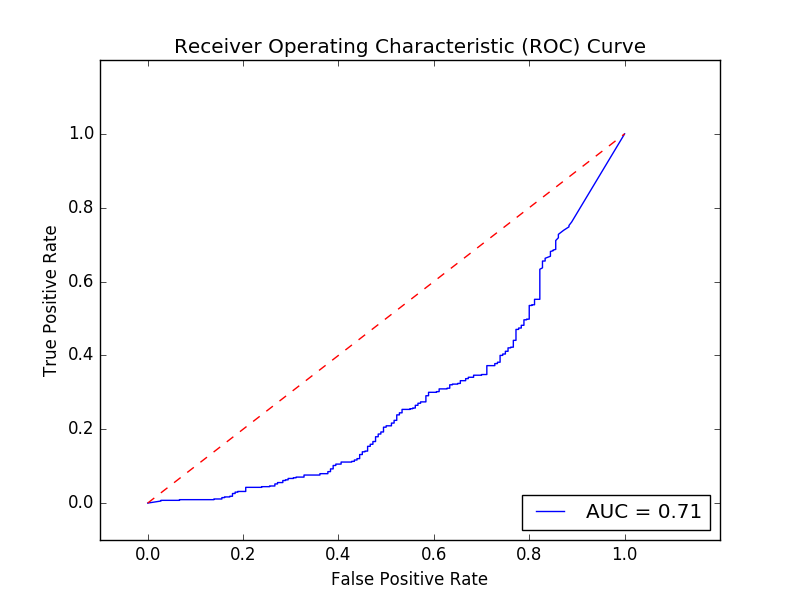 Receiver Operating Characteristic (ROC) Curve
True Positive Rate
1.0
0.8
0.6
0.4
0.2
0.0
0.0 0.2 0.4 0.6 0.8 1.0
False Positive Rate
AUC = 0.71